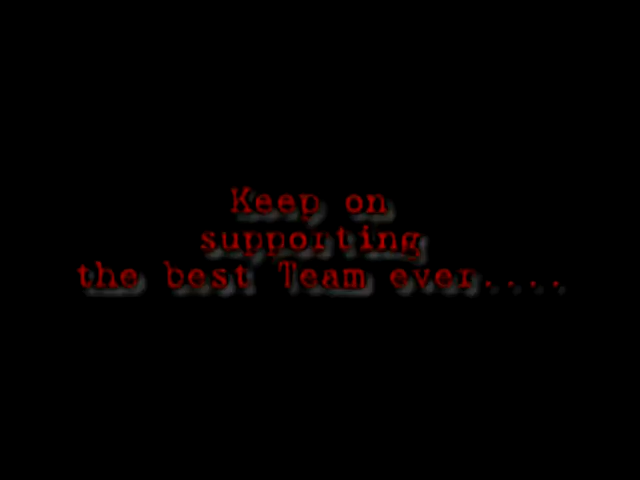 Keep on
supporting
the best Team ever....